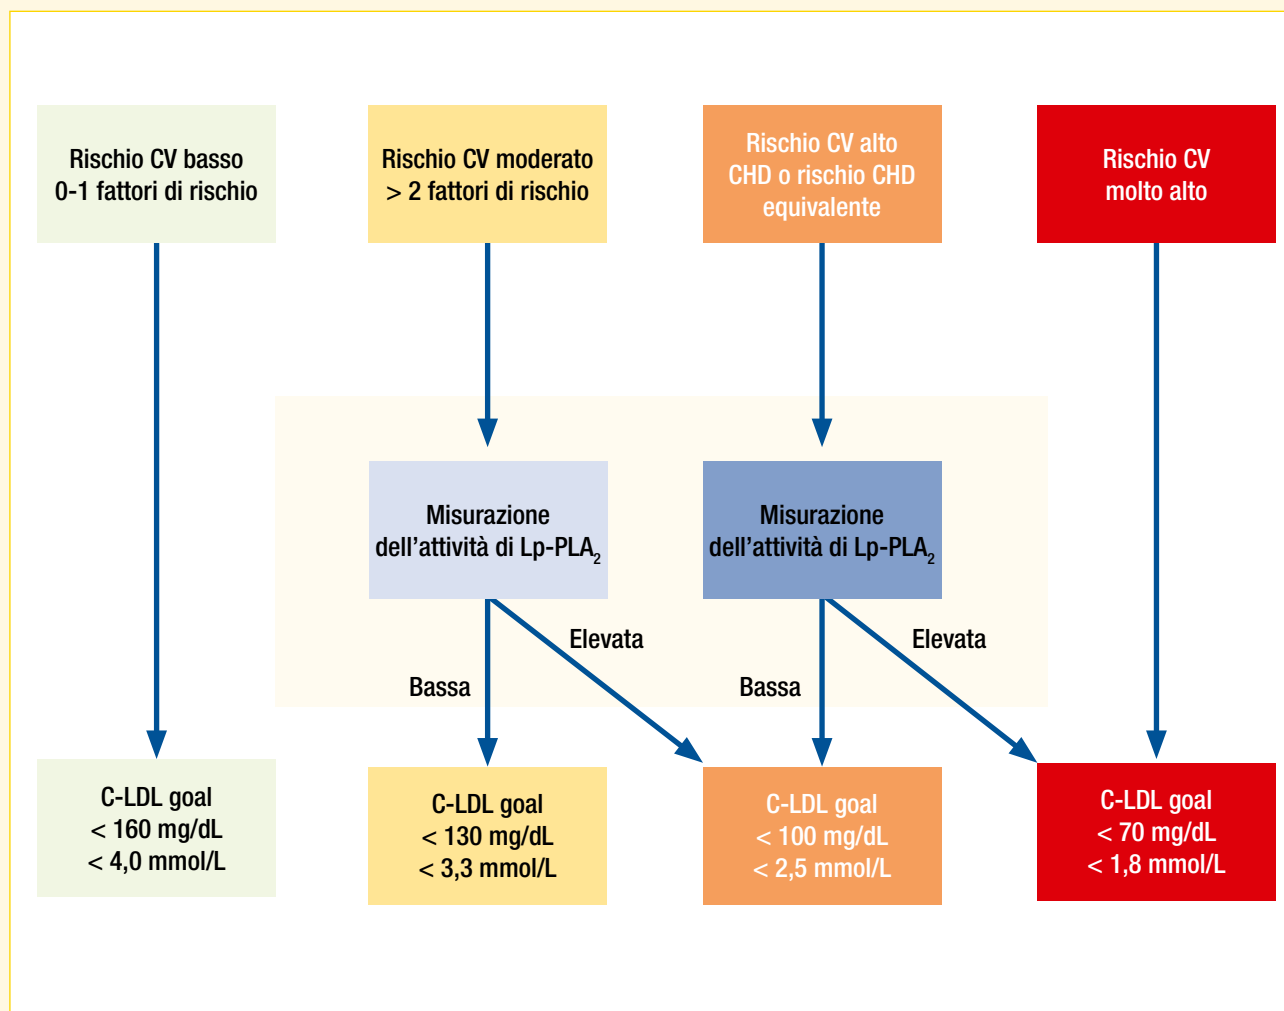 Rischio CV basso
0-1 fattori di rischio
Rischio CV moderato
> 2 fattori di rischio
Rischio CV alto
CHD o rischio CHD
equivalente
Rischio CV
molto alto
Misurazione
dell'attività di Lp-PLA₂
Misurazione
dell'attività di Lp-PLA₂
Elevata
Bassa
Elevata
Bassa
C-LDL goal
< 160 mg/dL
< 4,0 mmol/L
C-LDL goal
< 130 mg/dL
< 3,3 mmol/L
C-LDL goal
< 100 mg/dL
< 2,5 mmol/L
C-LDL goal
< 70 mg/dL
< 1,8 mmol/L